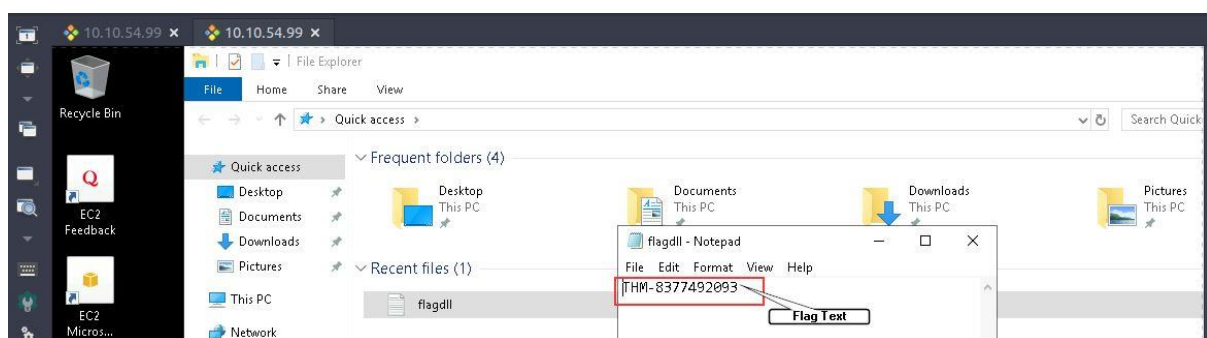 10.10.54.99 ×
10.10.54.99 ×
Recycle Bin
EC2
Feedback
EC2
Micros...
File Explorer
File Home Share View
Quick access
Quick access
Desktop
Documents
Downloads
Pictures
This PC
Network
Frequent folders (4)
Desktop
This PC
Documents
This PC
Downloads
This PC
Pictures
This PC
Recent files (1)
flagdll
flagdll - Notepad
File Edit Format View Help
THM-8377492093
Flag Text
Search Quick